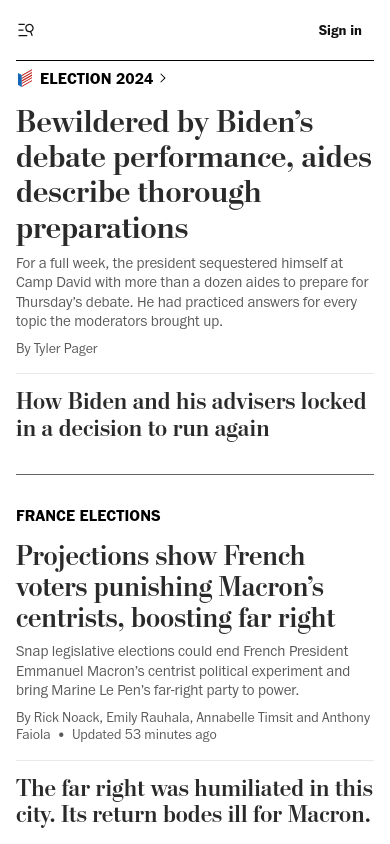 Sign in
ELECTION 2024
Bewildered by Biden’s
debate performance, aides
describe thorough
preparations
For a full week, the president sequestered himself at
Camp David with more than a dozen aides to prepare for
Thursday’s debate. He had practiced answers for every
topic the moderators brought up.
By Tyler Pager
How Biden and his advisers locked
in a decision to run again
FRANCE ELECTIONS
Projections show French
voters punishing Macron’s
centrists, boosting far right
Snap legislative elections could end French President
Emmanuel Macron’s centrist political experiment and
bring Marine Le Pen’s far-right party to power.
By Rick Noack, Emily Rauhala, Annabelle Timsit and Anthony
Faiola • Updated 53 minutes ago
The far right was humiliated in this
city. Its return bodes ill for Macron.